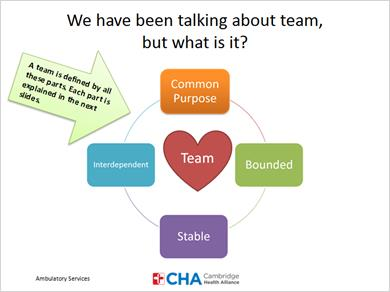 We have been talking about team,
but what is it?
A team is defined by all
these parts. Each part is
explained in the next
slides.
Common
Purpose
Interdependent
Team
Bounded
Stable
Ambulatory Services
CHA Cambridge
Health Alliance